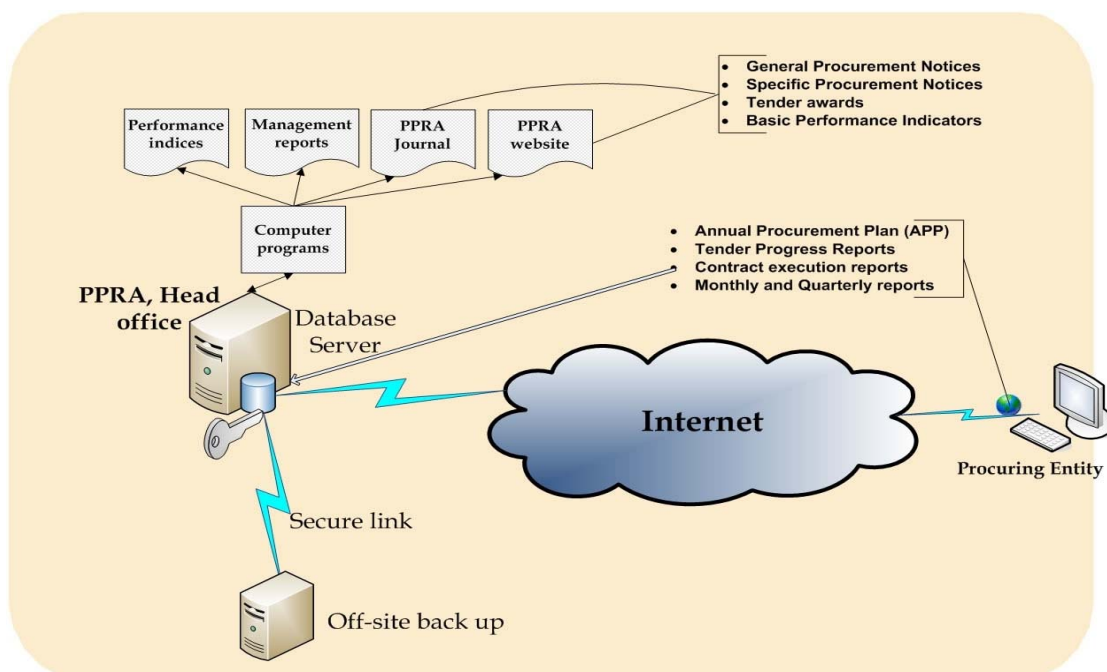 • General Procurement Notices
• Specific Procurement Notices
• Tender awards
• Basic Performance Indicators
Performance
indices
Management
reports
PPRA
Journal
PPRA
website
Computer
programs
• Annual Procurement Plan (APP)
• Tender Progress Reports
• Contract execution reports
• Monthly and Quarterly reports
PPRA, Head
office
Database
Server
Internet
Procuring Entity
Secure link
Off-site back up